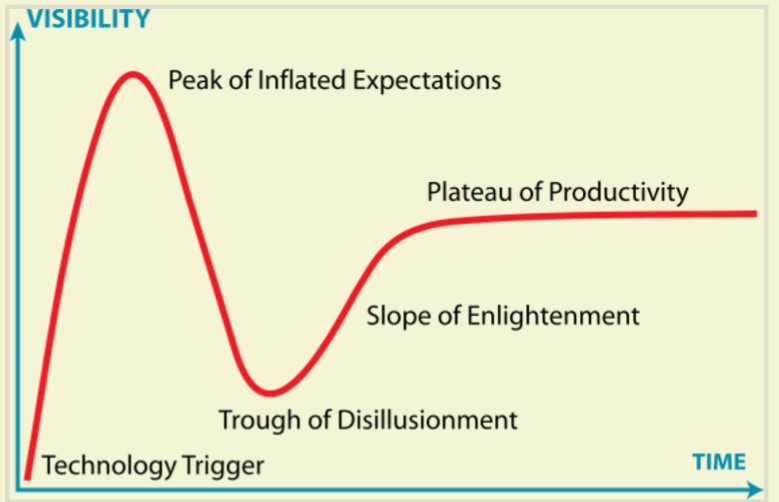 VISIBILITY
Peak of Inflated Expectations
Plateau of Productivity
Slope of Enlightenment
Trough of Disillusionment
Technology Trigger
TIME